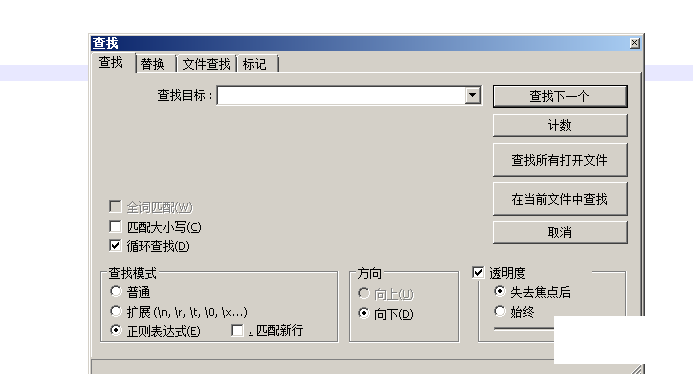 查找
查找 替换 文件查找 标记
查找目标 :
查找下一个
计数
查找所有打开文件
在当前文件中查找
取消
全词匹配(W)
匹配大小写(C)
循环查找(D)
查找模式
普通
扩展 (\n, \r, \t, \0, \x...)
正则表达式(E)
. 匹配新行
方向
向上(U)
向下(D)
透明度
失去焦点后
始终